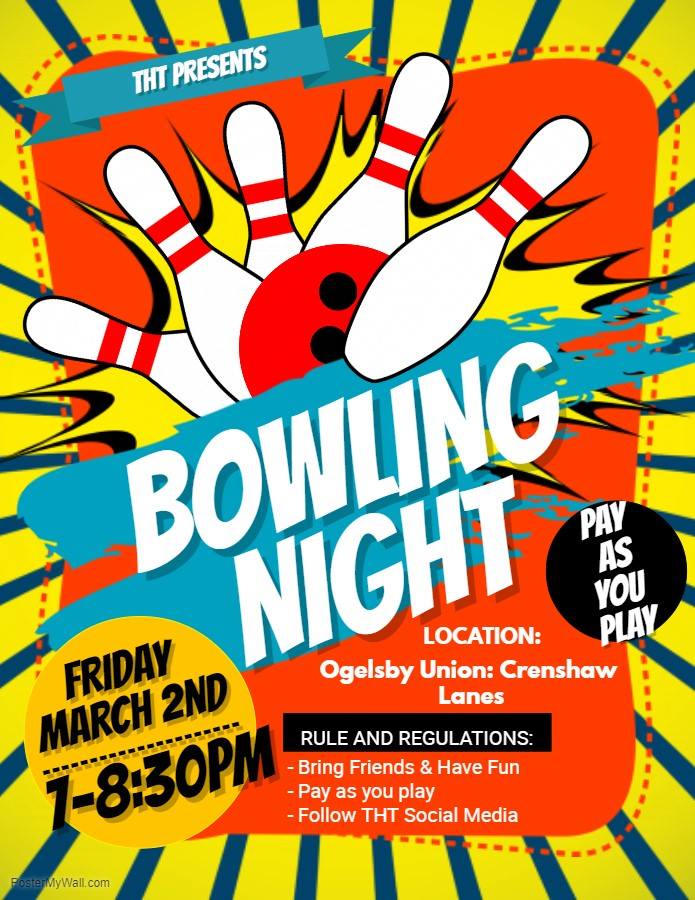 THT PRESENTS
BOWLING
NIGHT
PAY
AS
YOU
PLAY
LOCATION:
Ogelsby Union: Crenshaw
Lanes
FRIDAY
MARCH 2ND
7-8:30PM
RULE AND REGULATIONS:
- Bring Friends & Have Fun
- Pay as you play
- Follow THT Social Media
PosterMyWall.com